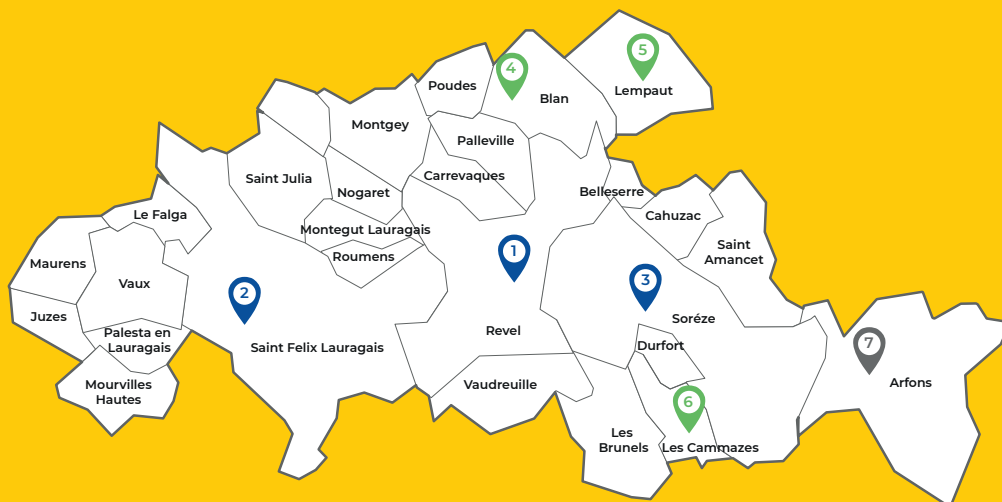 5
4
Poudes
Blan
Lempaut
Montgey
Palleville
Saint Julia
Carrevaques
Nogaret
Belleserre
Le Falga
Cahuzac
Montegut Lauragais
1
Saint
Amancet
Roumens
Maurens
Vaux
2
3
Juzes
Soréze
Palesta en
Lauragais
Revel
Saint Felix Lauragais
Durfort
7
Mourvilles
Hautes
Vaudreuille
Arfons
6
Les
Brunels
Les Cammazes